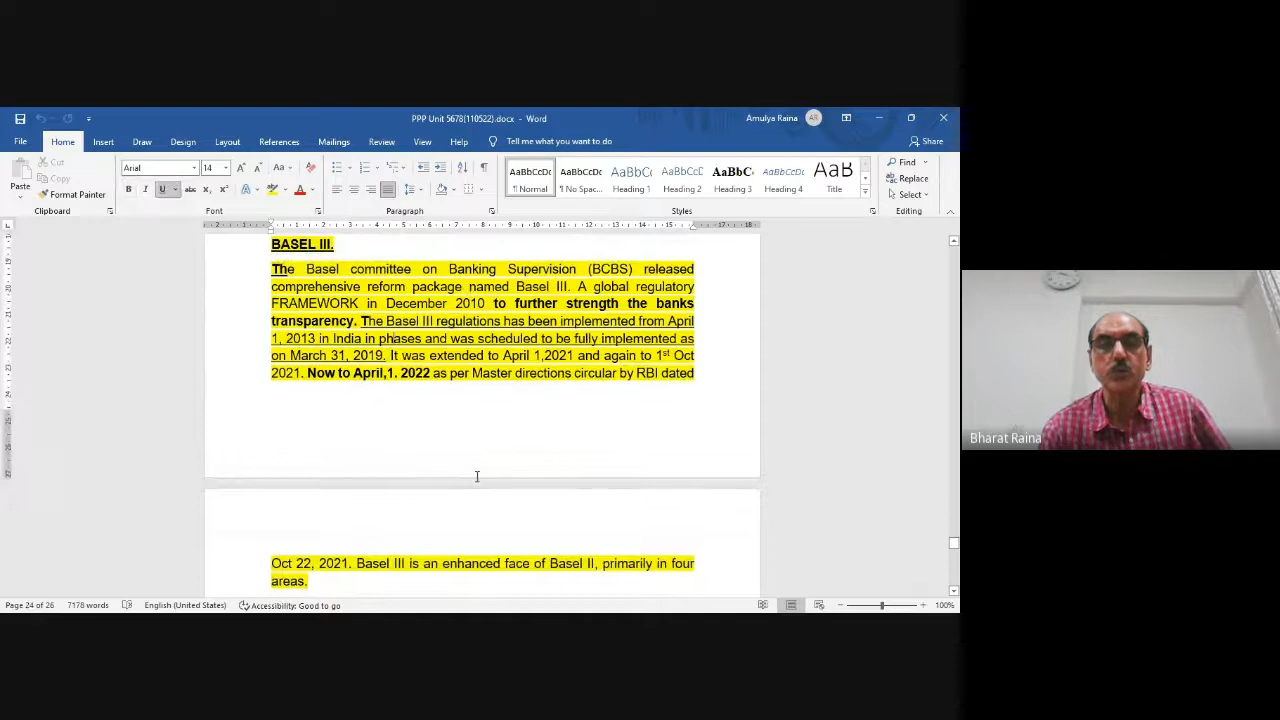 PPP Unit 5678(110522).docx - Word
Amulya Raina AR
File Home Insert Draw Design Layout References Mailings Review View Help Tell me what you want to do Share
Paste
Cut
Copy
Format Painter
Clipboard
Arial 14
Font
Paragraph
AaBbCcDc AaBbCcDc AaBbC( AaBbCcC AaBbC AaBbCcD AaB
¶ Normal ¶ No Spac... Heading 1 Heading 2 Heading 3 Heading 4 Title
Styles
Find
Replace
Select
Editing
BASEL III.
The Basel committee on Banking Supervision (BCBS) released
comprehensive reform package named Basel III. A global regulatory
FRAMEWORK in December 2010 to further strength the banks
transparency. The Basel III regulations has been implemented from April
1, 2013 in India in phases and was scheduled to be fully implemented as
on March 31, 2019. It was extended to April 1,2021 and again to 1st Oct
2021. Now to April,1. 2022 as per Master directions circular by RBI dated
Oct 22, 2021. Basel III is an enhanced face of Basel II, primarily in four
areas.
Page 24 of 26 7178 words English (United States) Accessibility: Good to go 100%
Bharat Raina